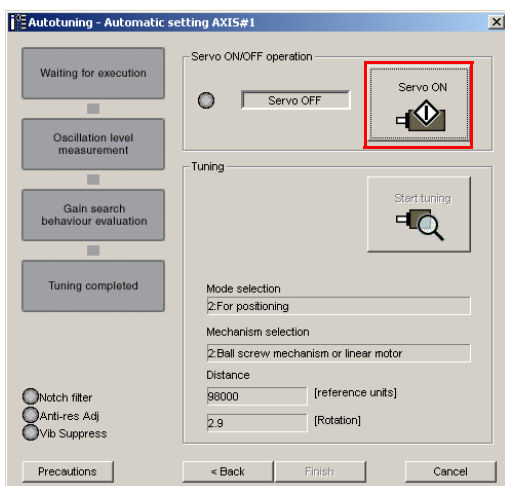 Autotuning - Automatic setting AXIS#1
Waiting for execution
Oscillation level
measurement
Gain search
behaviour evaluation
Tuning completed
Notch filter
Anti-res Adj
Vib Suppress
Servo ON/OFF operation
Servo OFF
Servo ON
Tuning
Start tuning
Mode selection
2:For positioning
Mechanism selection
2:Ball screw mechanism or linear motor
Distance
98000 [reference units]
2.9 [Rotation]
Precautions
< Back
Finish
Cancel